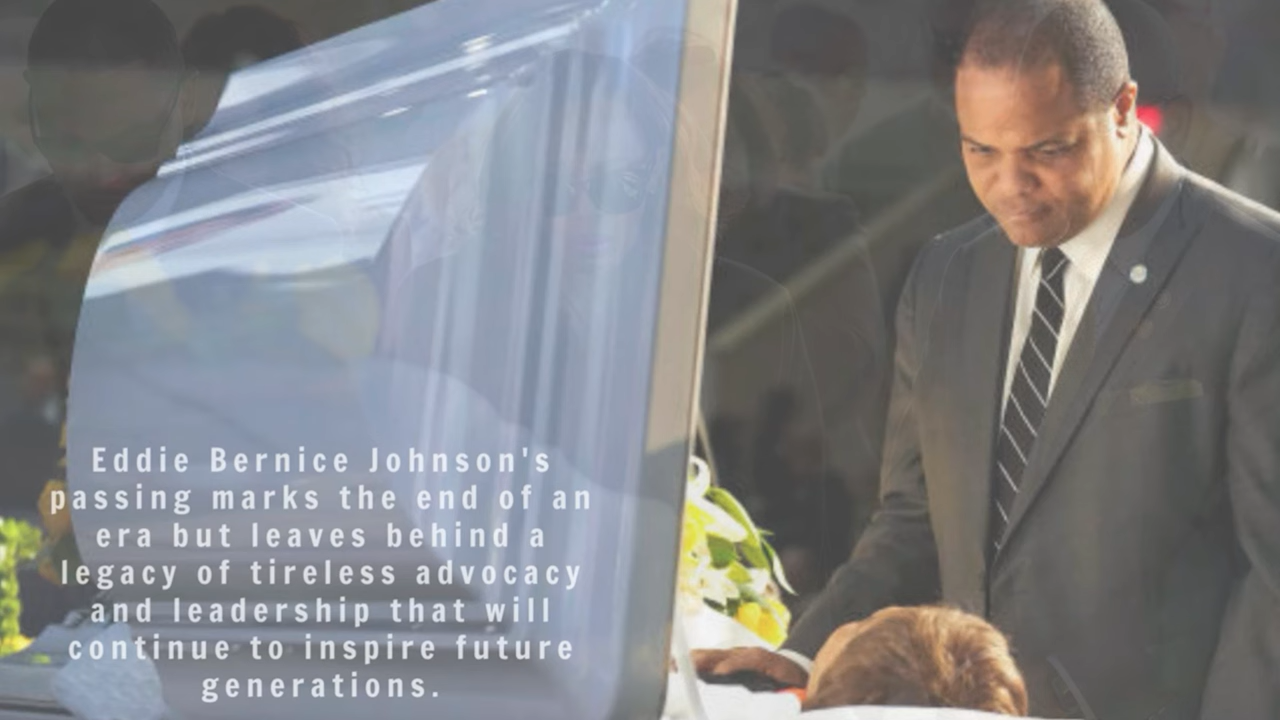 Eddie Bernice Johnson's
passing marks the end of an
era but leaves behind a
legacy of tireless advocacy
and leadership that will
continue to inspire future
generations.